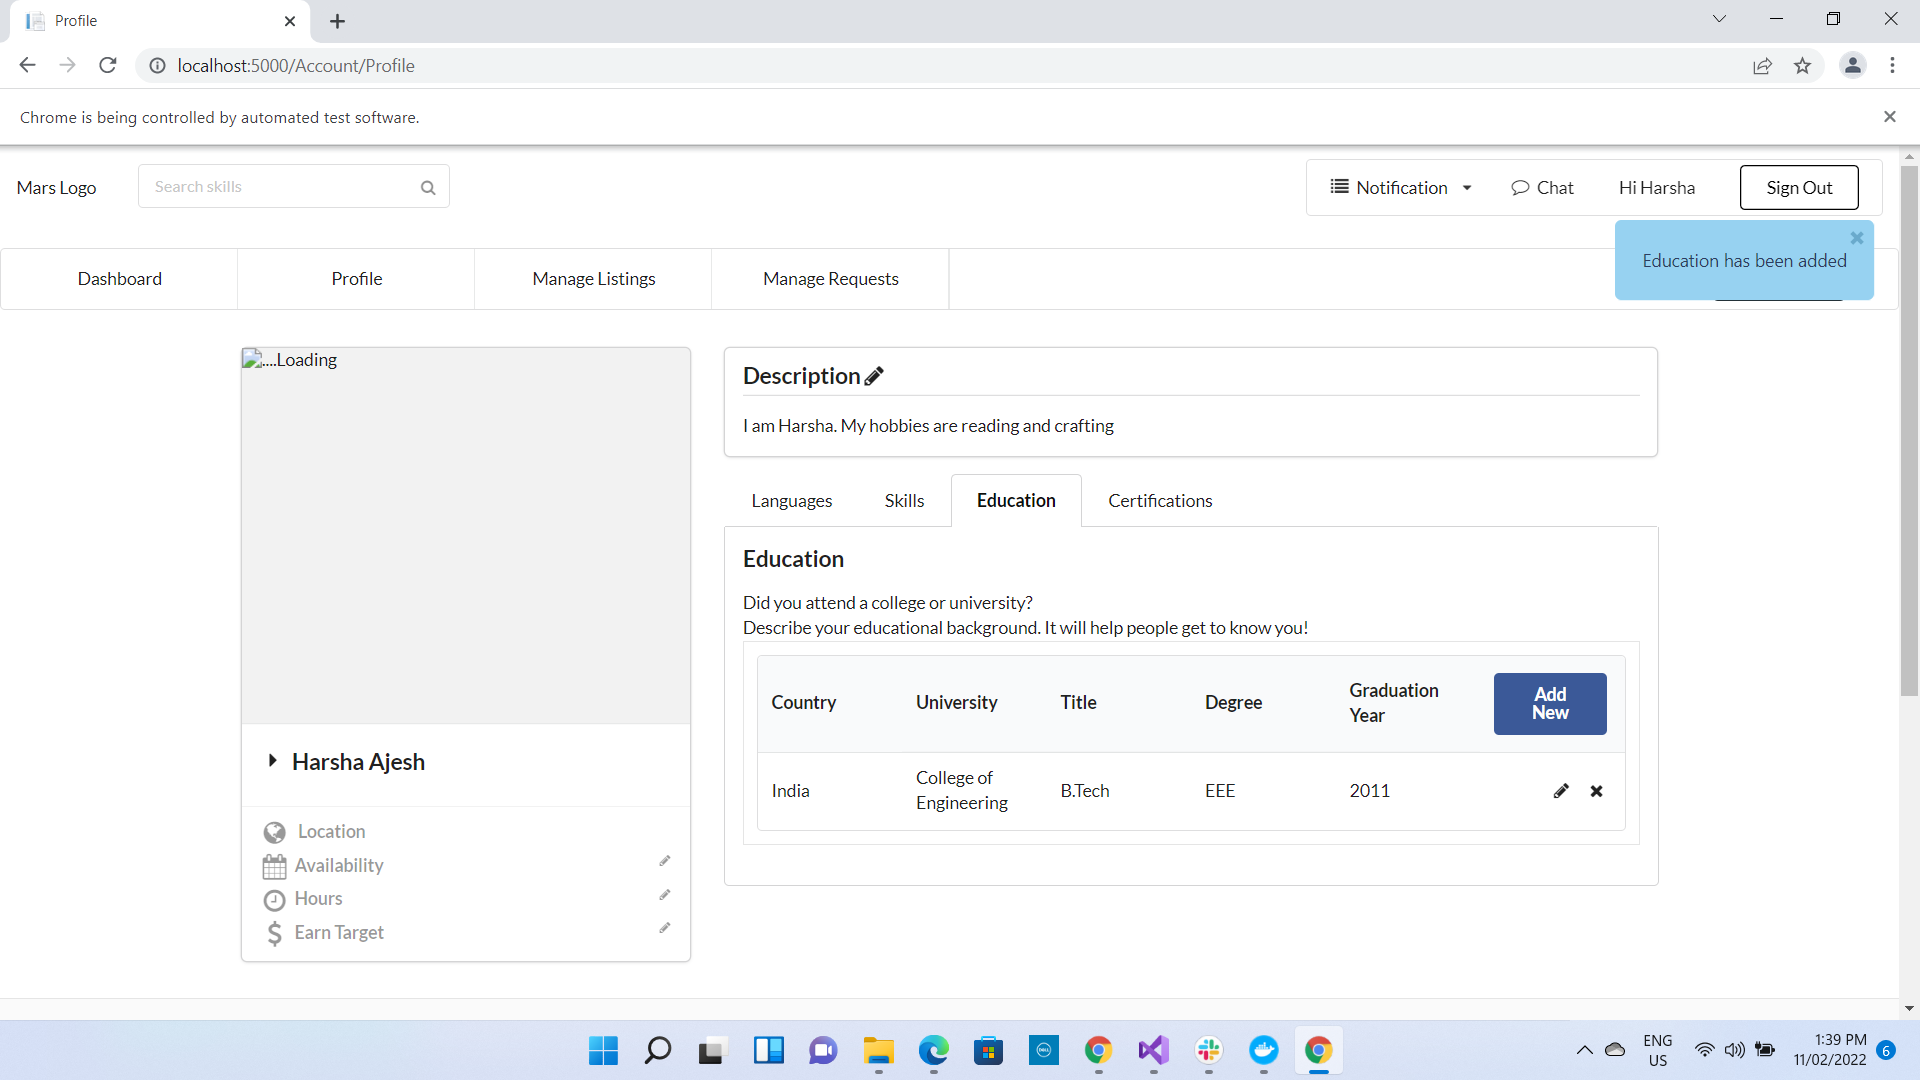 Profile
localhost:5000/Account/Profile
Chrome is being controlled by automated test software.
Mars Logo
Search skills
Notification
Chat
Hi Harsha
Sign Out
Education has been added
Dashboard
Profile
Manage Listings
Manage Requests
....Loading
Description
I am Harsha. My hobbies are reading and crafting
Languages
Skills
Education
Certifications
Education
Did you attend a college or university?
Describe your educational background. It will help people get to know you!
Country
University
Title
Degree
Graduation
Year
Add
New
India
College of
Engineering
B.Tech
EEE
2011
Harsha Ajesh
Location
Availability
Hours
Earn Target
ENG
US
1:39 PM
11/02/2022
6